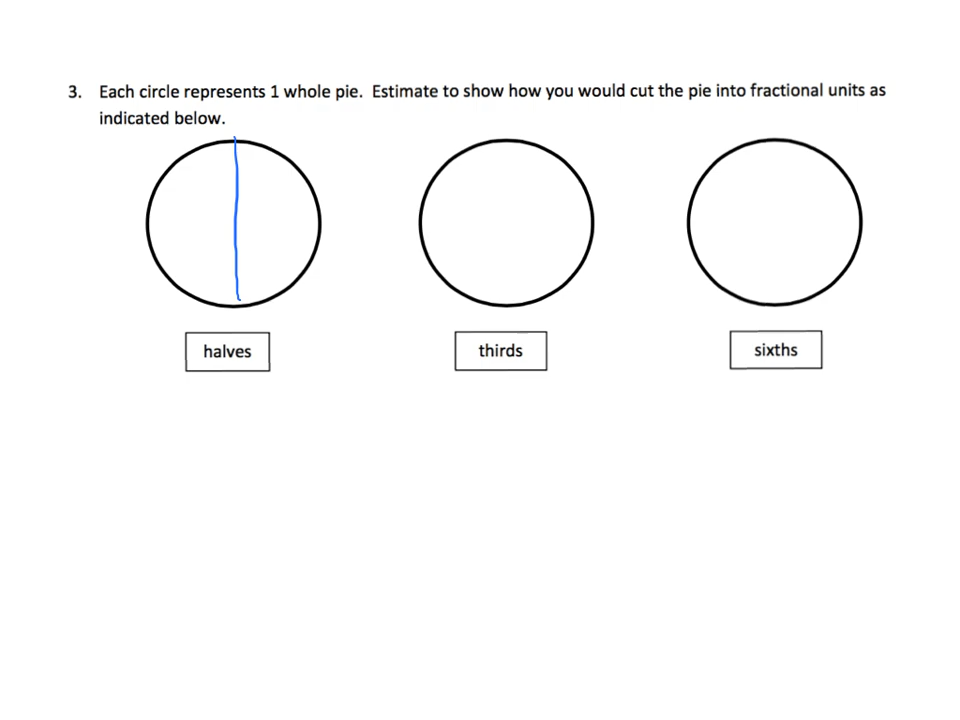 3. Each circle represents 1 whole pie. Estimate to show how you would cut the pie into fractional units as
indicated below.
halves
thirds
sixths